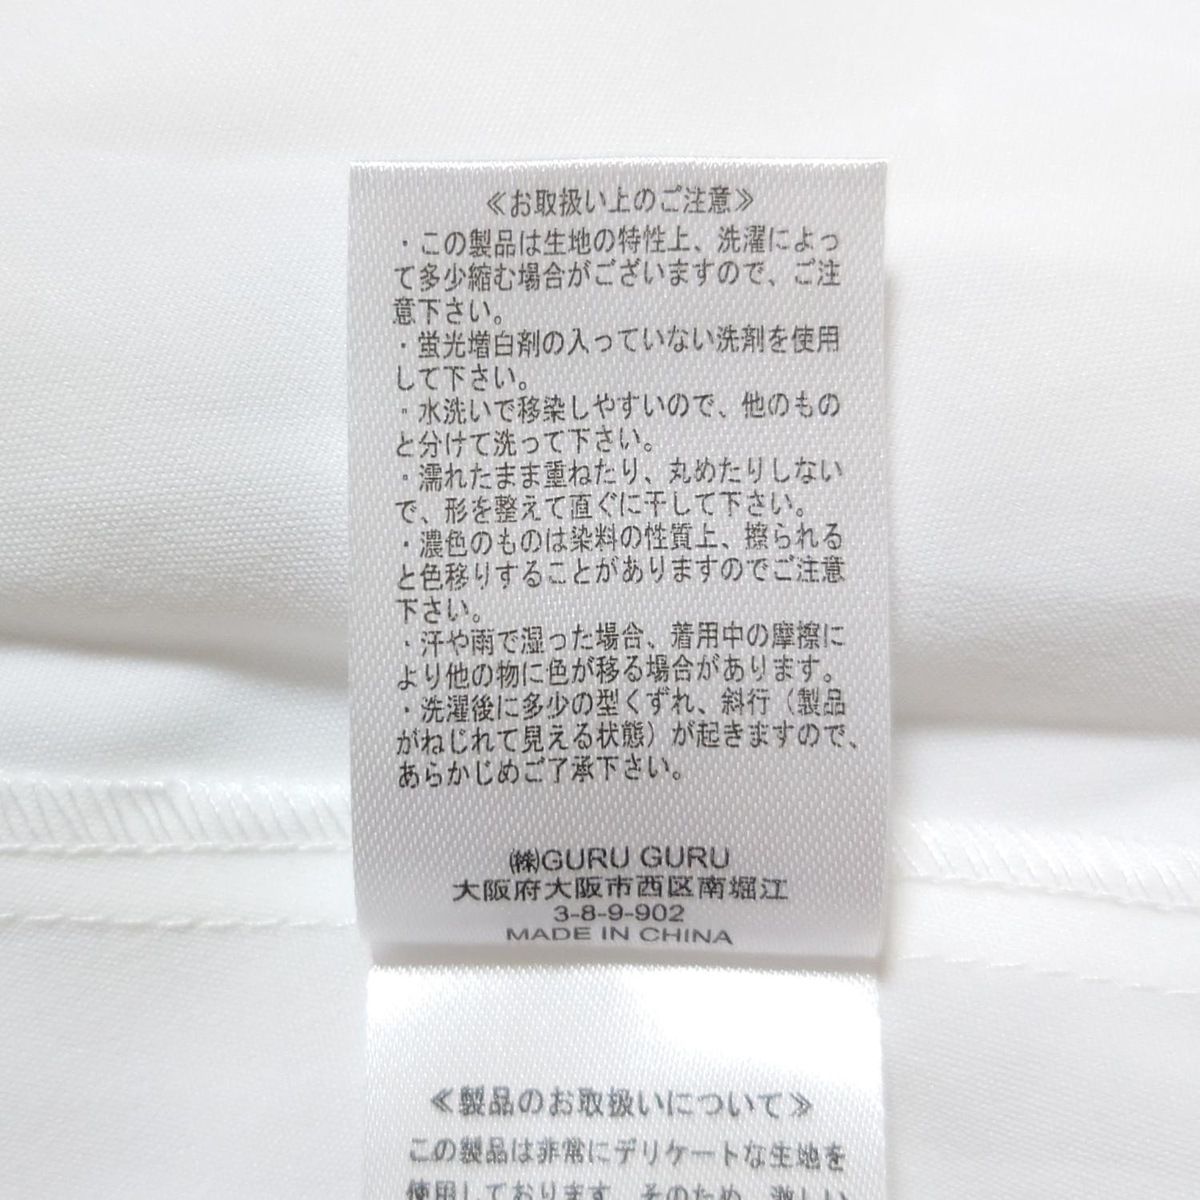 ≪お取扱い上のご注意≫
・この製品は生地の特性上、洗濯によっ
て多少縮む場合がございますので、ご注
意下さい。
・蛍光増白剤の入っていない洗剤を使用
して下さい。
・水洗いで移染しやすいので、他のもの
と分けて洗って下さい。
・濡れたまま重ねたり、丸めたりしない
で、形を整えて直ぐに干して下さい。
・濃色のものは染料の性質上、擦られる
と色移りすることがありますのでご注意
下さい。
・汗や雨で湿った場合、着用中の摩擦に
より他の物に色が移る場合があります。
・洗濯後に多少の型くずれ、斜行（製品
がねじれて見える状態）が起きますので、
あらかじめご了承下さい。
㈱GURU GURU
大阪府大阪市西区南堀江
3-8-9-902
MADE IN CHINA
≪製品のお取扱いについて≫
この製品は非常にデリケートな生地を
使用しております。そのため、激しい